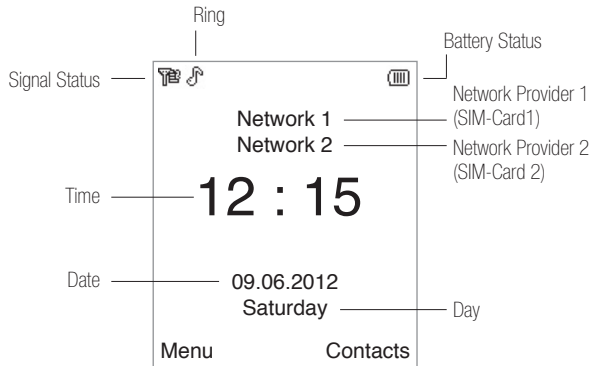 Ring
Battery Status
Signal Status
Network Provider 1
(SIM-Card1)
Network 1
Network 2
Network Provider 2
(SIM-Card 2)
Time
12 : 15
Date
09.06.2012
Saturday
Day
Menu
Contacts